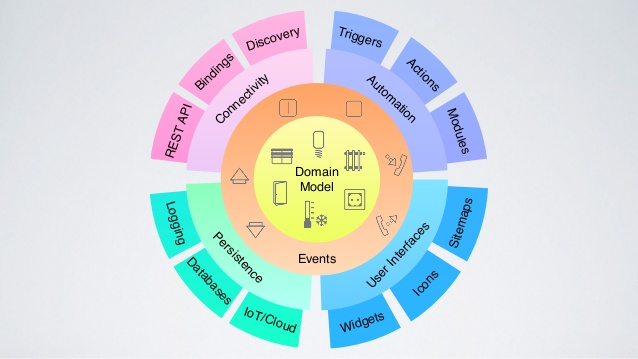 Discovery
Bindings
REST API
Connectivity
Triggers
Actions
Modules
Automation
Domain
Model
Events
Persistence
Logging
Databases
IoT/Cloud
User Interfaces
Sitemaps
Icons
Widgets